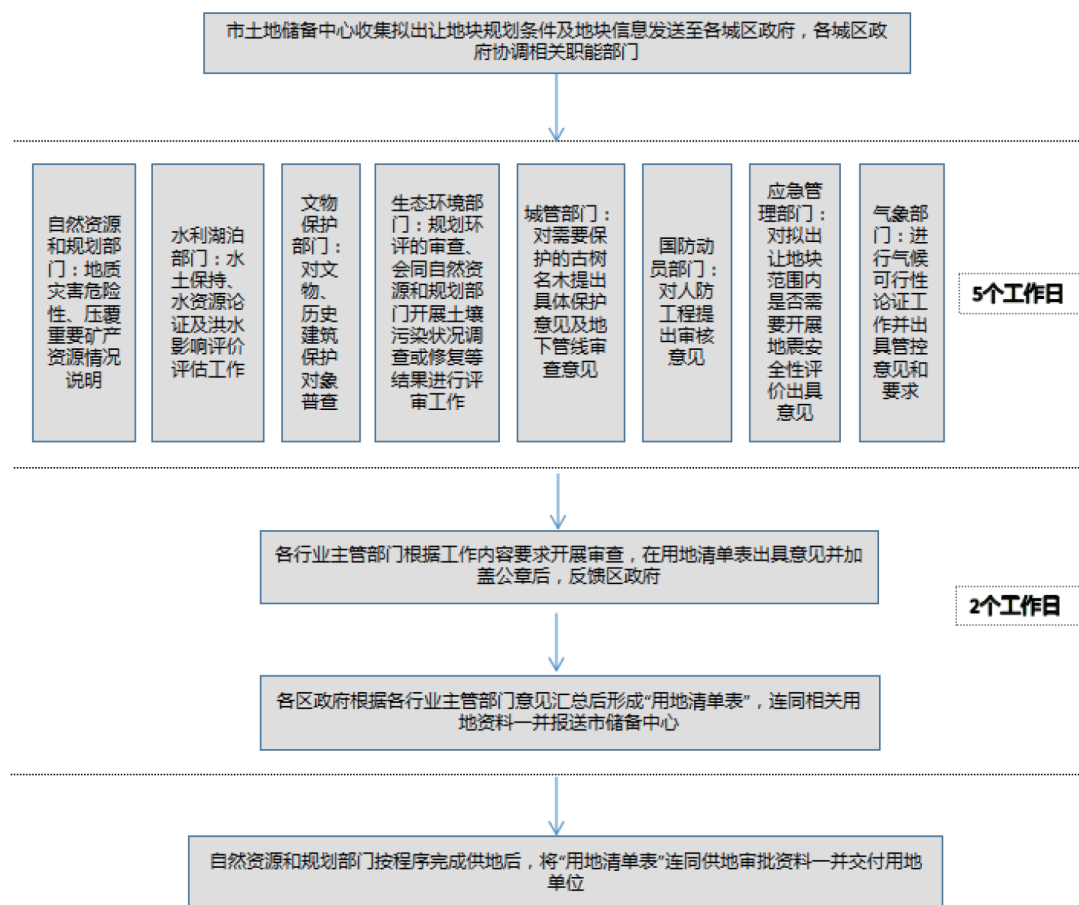 市土地储备中心收集拟出让地块规划条件及地块信息发送至各城区政府，各城区政
府协调相关职能部门
自然资源
和规划部
门：地质
灾害危险
性、压覆
重要矿产
资源情况
说明
水利湖泊
部门：水
土保持、
水资源论
证及洪水
影响评价
评估工作
文物
保护
部门：
对文
物、
历史
建筑
保护
对象
普查
生态环境部
门：规划环
评的审查、
会同自然资
源和规划部
门开展土壤
污染状况调
查或修复等
结果进行评
审工作
城管部门：
对需要保
护的古树
名木提出
具体保护
意见及地
下管线审
查意见
国防动
员部门：
对人防
工程提
出审核
意见
应急管
理部门：
对拟出
让地块
范围内
是否需
要开展
地震安
全性评
价出具
意见
气象部
门：进
行气候
可行性
论证工
作并出
具管控
意见和
要求
5个工作日
各行业主管部门根据工作内容要求开展审查，在用地清单表出具意见并加
盖公章后，反馈区政府
2个工作日
各区政府根据各行业主管部门意见汇总后形成“用地清单表”，连同相关用
地资料一并报送市储备中心
自然资源和规划部门按程序完成供地后，将“用地清单表”连同供地审批资料一并交付用地
单位